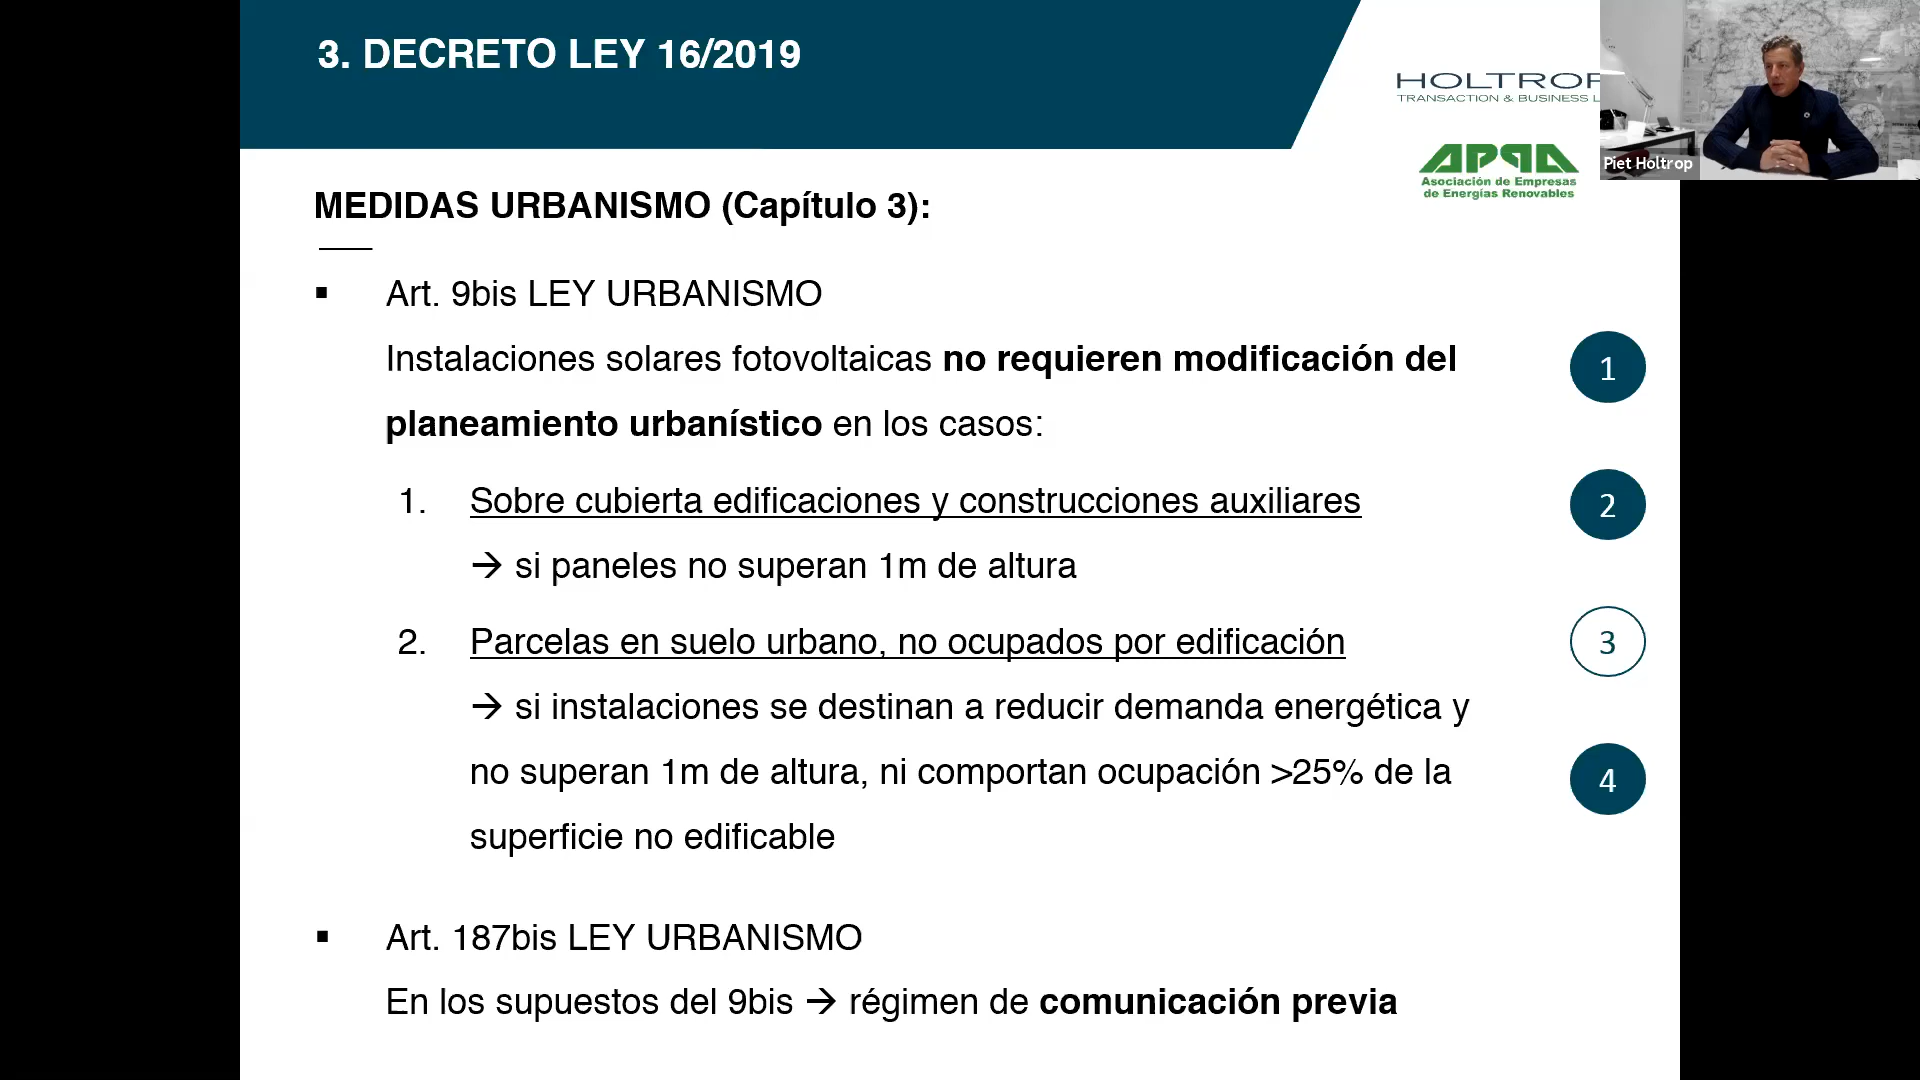 3. DECRETO LEY 16/2019
HOLTROP
TRANSACTION & BUSINESS L
APPA
Asociación de Empresas
de Energías Renovables
Piet Holtrop
MEDIDAS URBANISMO (Capítulo 3):
▪ Art. 9bis LEY URBANISMO
Instalaciones solares fotovoltaicas no requieren modificación del
planeamiento urbanístico en los casos:
1. Sobre cubierta edificaciones y construcciones auxiliares
→ si paneles no superan 1m de altura
2. Parcelas en suelo urbano, no ocupados por edificación
→ si instalaciones se destinan a reducir demanda energética y
no superan 1m de altura, ni comportan ocupación >25% de la
superficie no edificable
▪ Art. 187bis LEY URBANISMO
En los supuestos del 9bis → régimen de comunicación previa
1
2
3
4